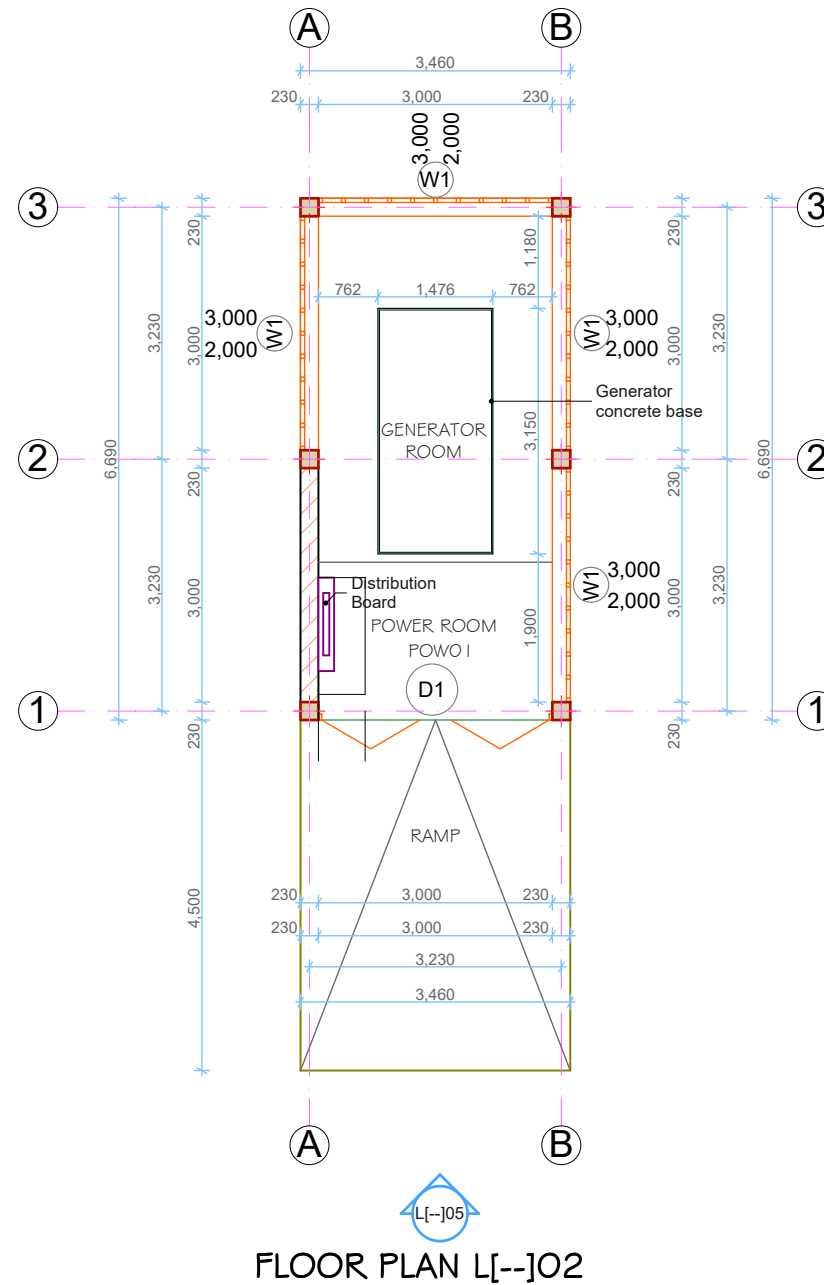 A
B
3,460
230
3,000
230
3,000
2,000
W1
3
3
230
230
1,180
762
1,476
762
3,000
2,000
W1
W1
3,000
2,000
3,230
3,000
3,000
3,230
Generator
concrete base
GENERATOR
ROOM
3,150
2
2
6,690
6,690
230
230
Distribution
Board
W1
3,000
2,000
3,230
3,000
1,900
3,000
3,230
POWER ROOM
POWO1
D1
1
1
230
230
RAMP
4,500
230
3,000
230
230
3,000
230
3,230
3,460
A
B
L[--]05
FLOOR PLAN L[--]02